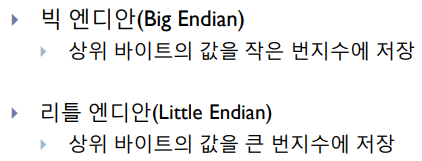 빅 엔디안(Big Endian)
상위 바이트의 값을 작은 번지수에 저장
리틀 엔디안(Little Endian)
상위 바이트의 값을 큰 번지수에 저장